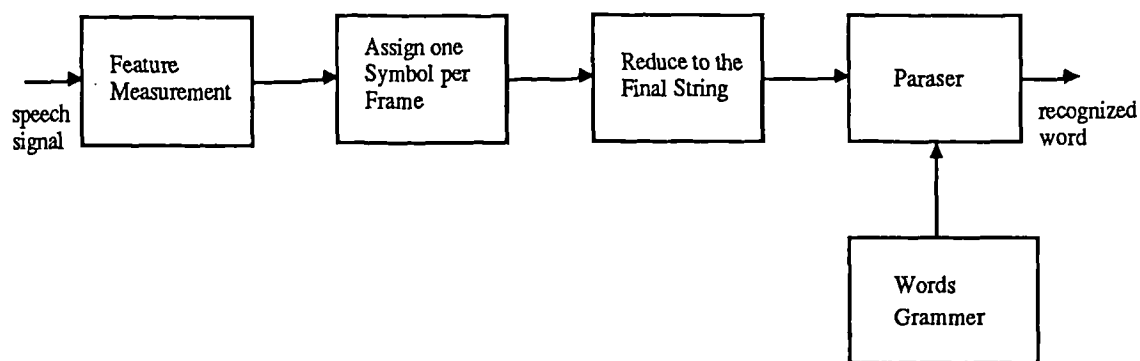 speech
signal
Feature
Measurement
Assign one
Symbol per
Frame
Reduce to the
Final String
Paraser
recognized
word
Words
Grammer